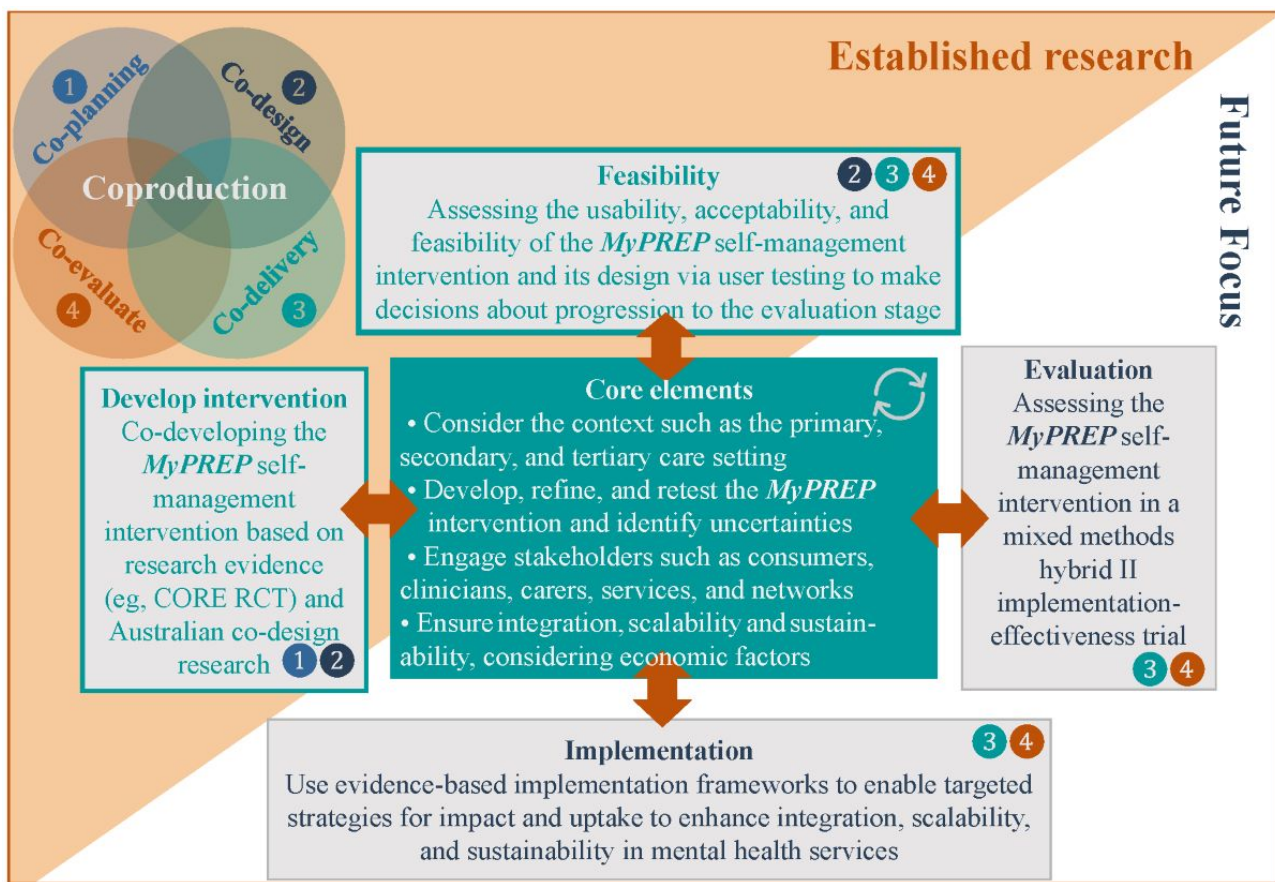 Established research
Future Focus
1
Co-planning
2
Co-design
Coproduction
Co-evaluate
4
Co-delivery
3
Feasibility
2 3 4
Assessing the usability, acceptability, and
feasibility of the MyPREP self-management
intervention and its design via user testing to make
decisions about progression to the evaluation stage
Develop intervention
Co-developing the
MyPREP self-
management
intervention based on
research evidence
(eg, CORE RCT) and
Australian co-design
research 1 2
Core elements
• Consider the context such as the primary,
secondary, and tertiary care setting
• Develop, refine, and retest the MyPREP
intervention and identify uncertainties
• Engage stakeholders such as consumers,
clinicians, carers, services, and networks
• Ensure integration, scalability and sustain-
ability, considering economic factors
Evaluation
Assessing the
MyPREP self-
management
intervention in a
mixed methods
hybrid II
implementation-
effectiveness trial
3 4
Implementation
3 4
Use evidence-based implementation frameworks to enable targeted
strategies for impact and uptake to enhance integration, scalability,
and sustainability in mental health services